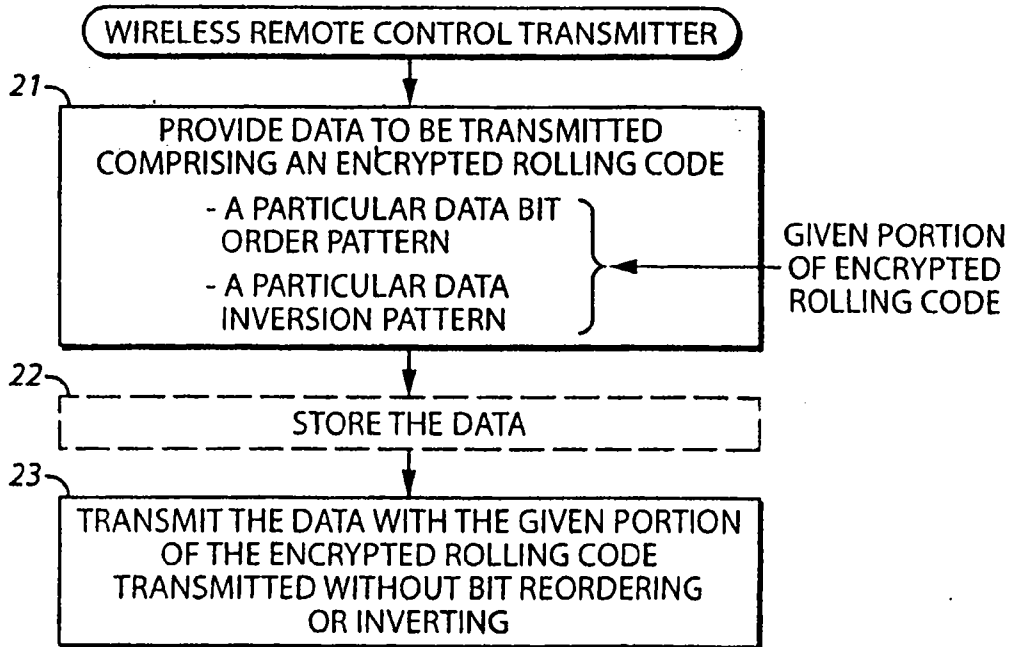 WIRELESS REMOTE CONTROL TRANSMITTER
21
PROVIDE DATA TO BE TRANSMITTED
COMPRISING AN ENCRYPTED ROLLING CODE
- A PARTICULAR DATA BIT
ORDER PATTERN
- A PARTICULAR DATA
INVERSION PATTERN
GIVEN PORTION
OF ENCRYPTED
ROLLING CODE
22
STORE THE DATA
23
TRANSMIT THE DATA WITH THE GIVEN PORTION
OF THE ENCRYPTED ROLLING CODE
TRANSMITTED WITHOUT BIT REORDERING
OR INVERTING